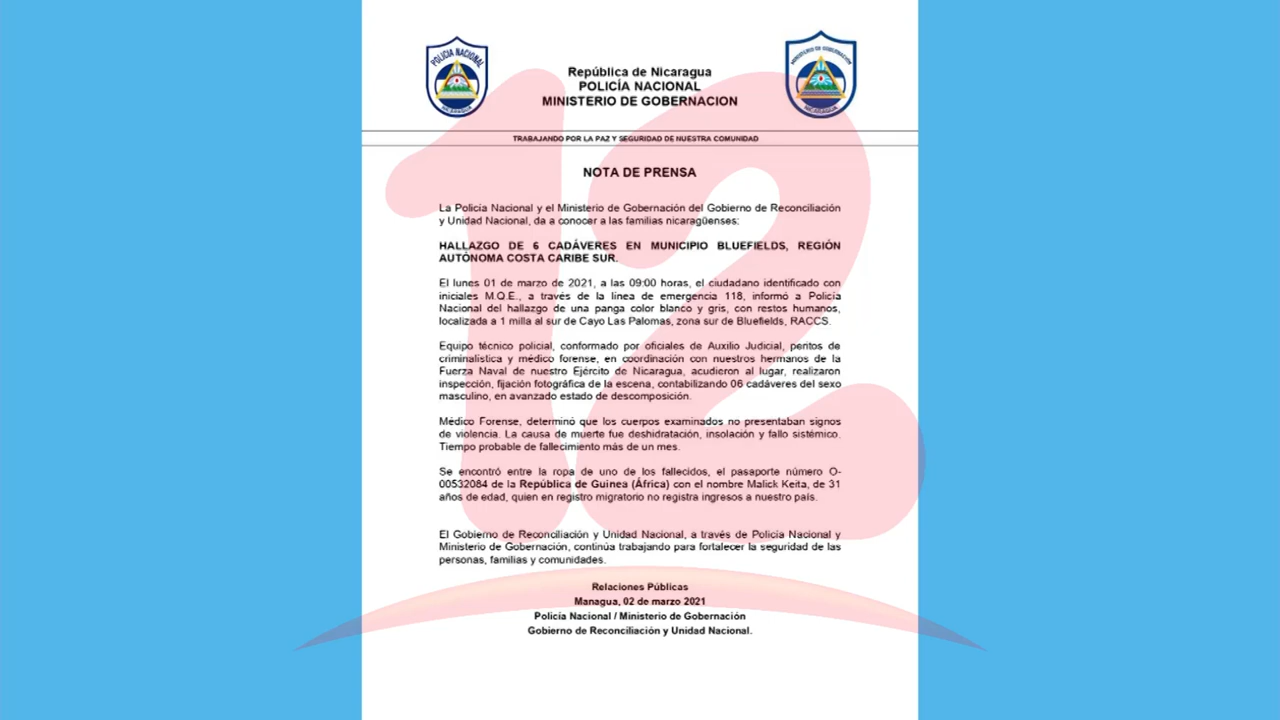 POLICÍA NACIONAL
NICARAGUA
MINISTERIO DE GOBERNACIÓN
NICARAGUA
República de Nicaragua
POLICÍA NACIONAL
MINISTERIO DE GOBERNACION
TRABAJANDO POR LA PAZ Y SEGURIDAD DE NUESTRA COMUNIDAD
12
NOTA DE PRENSA
La Policía Nacional y el Ministerio de Gobernación del Gobierno de Reconciliación
y Unidad Nacional, da a conocer a las familias nicaragüenses:
HALLAZGO DE 6 CADÁVERES EN MUNICIPIO BLUEFIELDS, REGIÓN
AUTÓNOMA COSTA CARIBE SUR.
El lunes 01 de marzo de 2021, a las 09:00 horas, el ciudadano identificado con
iniciales M.Q.E., a través de la línea de emergencia 118, informó a Policía
Nacional del hallazgo de una panga color blanco y gris, con restos humanos,
localizada a 1 milla al sur de Cayo Las Palomas, zona sur de Bluefields, RACCS.
Equipo técnico policial, conformado por oficiales de Auxilio Judicial, peritos de
criminalística y médico forense, en coordinación con nuestros hermanos de la
Fuerza Naval de nuestro Ejército de Nicaragua, acudieron al lugar, realizaron
inspección, fijación fotográfica de la escena, contabilizando 06 cadáveres del sexo
masculino, en avanzado estado de descomposición.
Médico Forense, determinó que los cuerpos examinados no presentaban signos
de violencia. La causa de muerte fue deshidratación, insolación y fallo sistémico.
Tiempo probable de fallecimiento más de un mes.
Se encontró entre la ropa de uno de los fallecidos, el pasaporte número O-
00532084 de la República de Guinea (África) con el nombre Malick Keita, de 31
años de edad, quien en registro migratorio no registra ingresos a nuestro país.
El Gobierno de Reconciliación y Unidad Nacional, a través de Policía Nacional y
Ministerio de Gobernación, continúa trabajando para fortalecer la seguridad de las
personas, familias y comunidades.
Relaciones Públicas
Managua, 02 de marzo 2021
Policía Nacional / Ministerio de Gobernación
Gobierno de Reconciliación y Unidad Nacional.